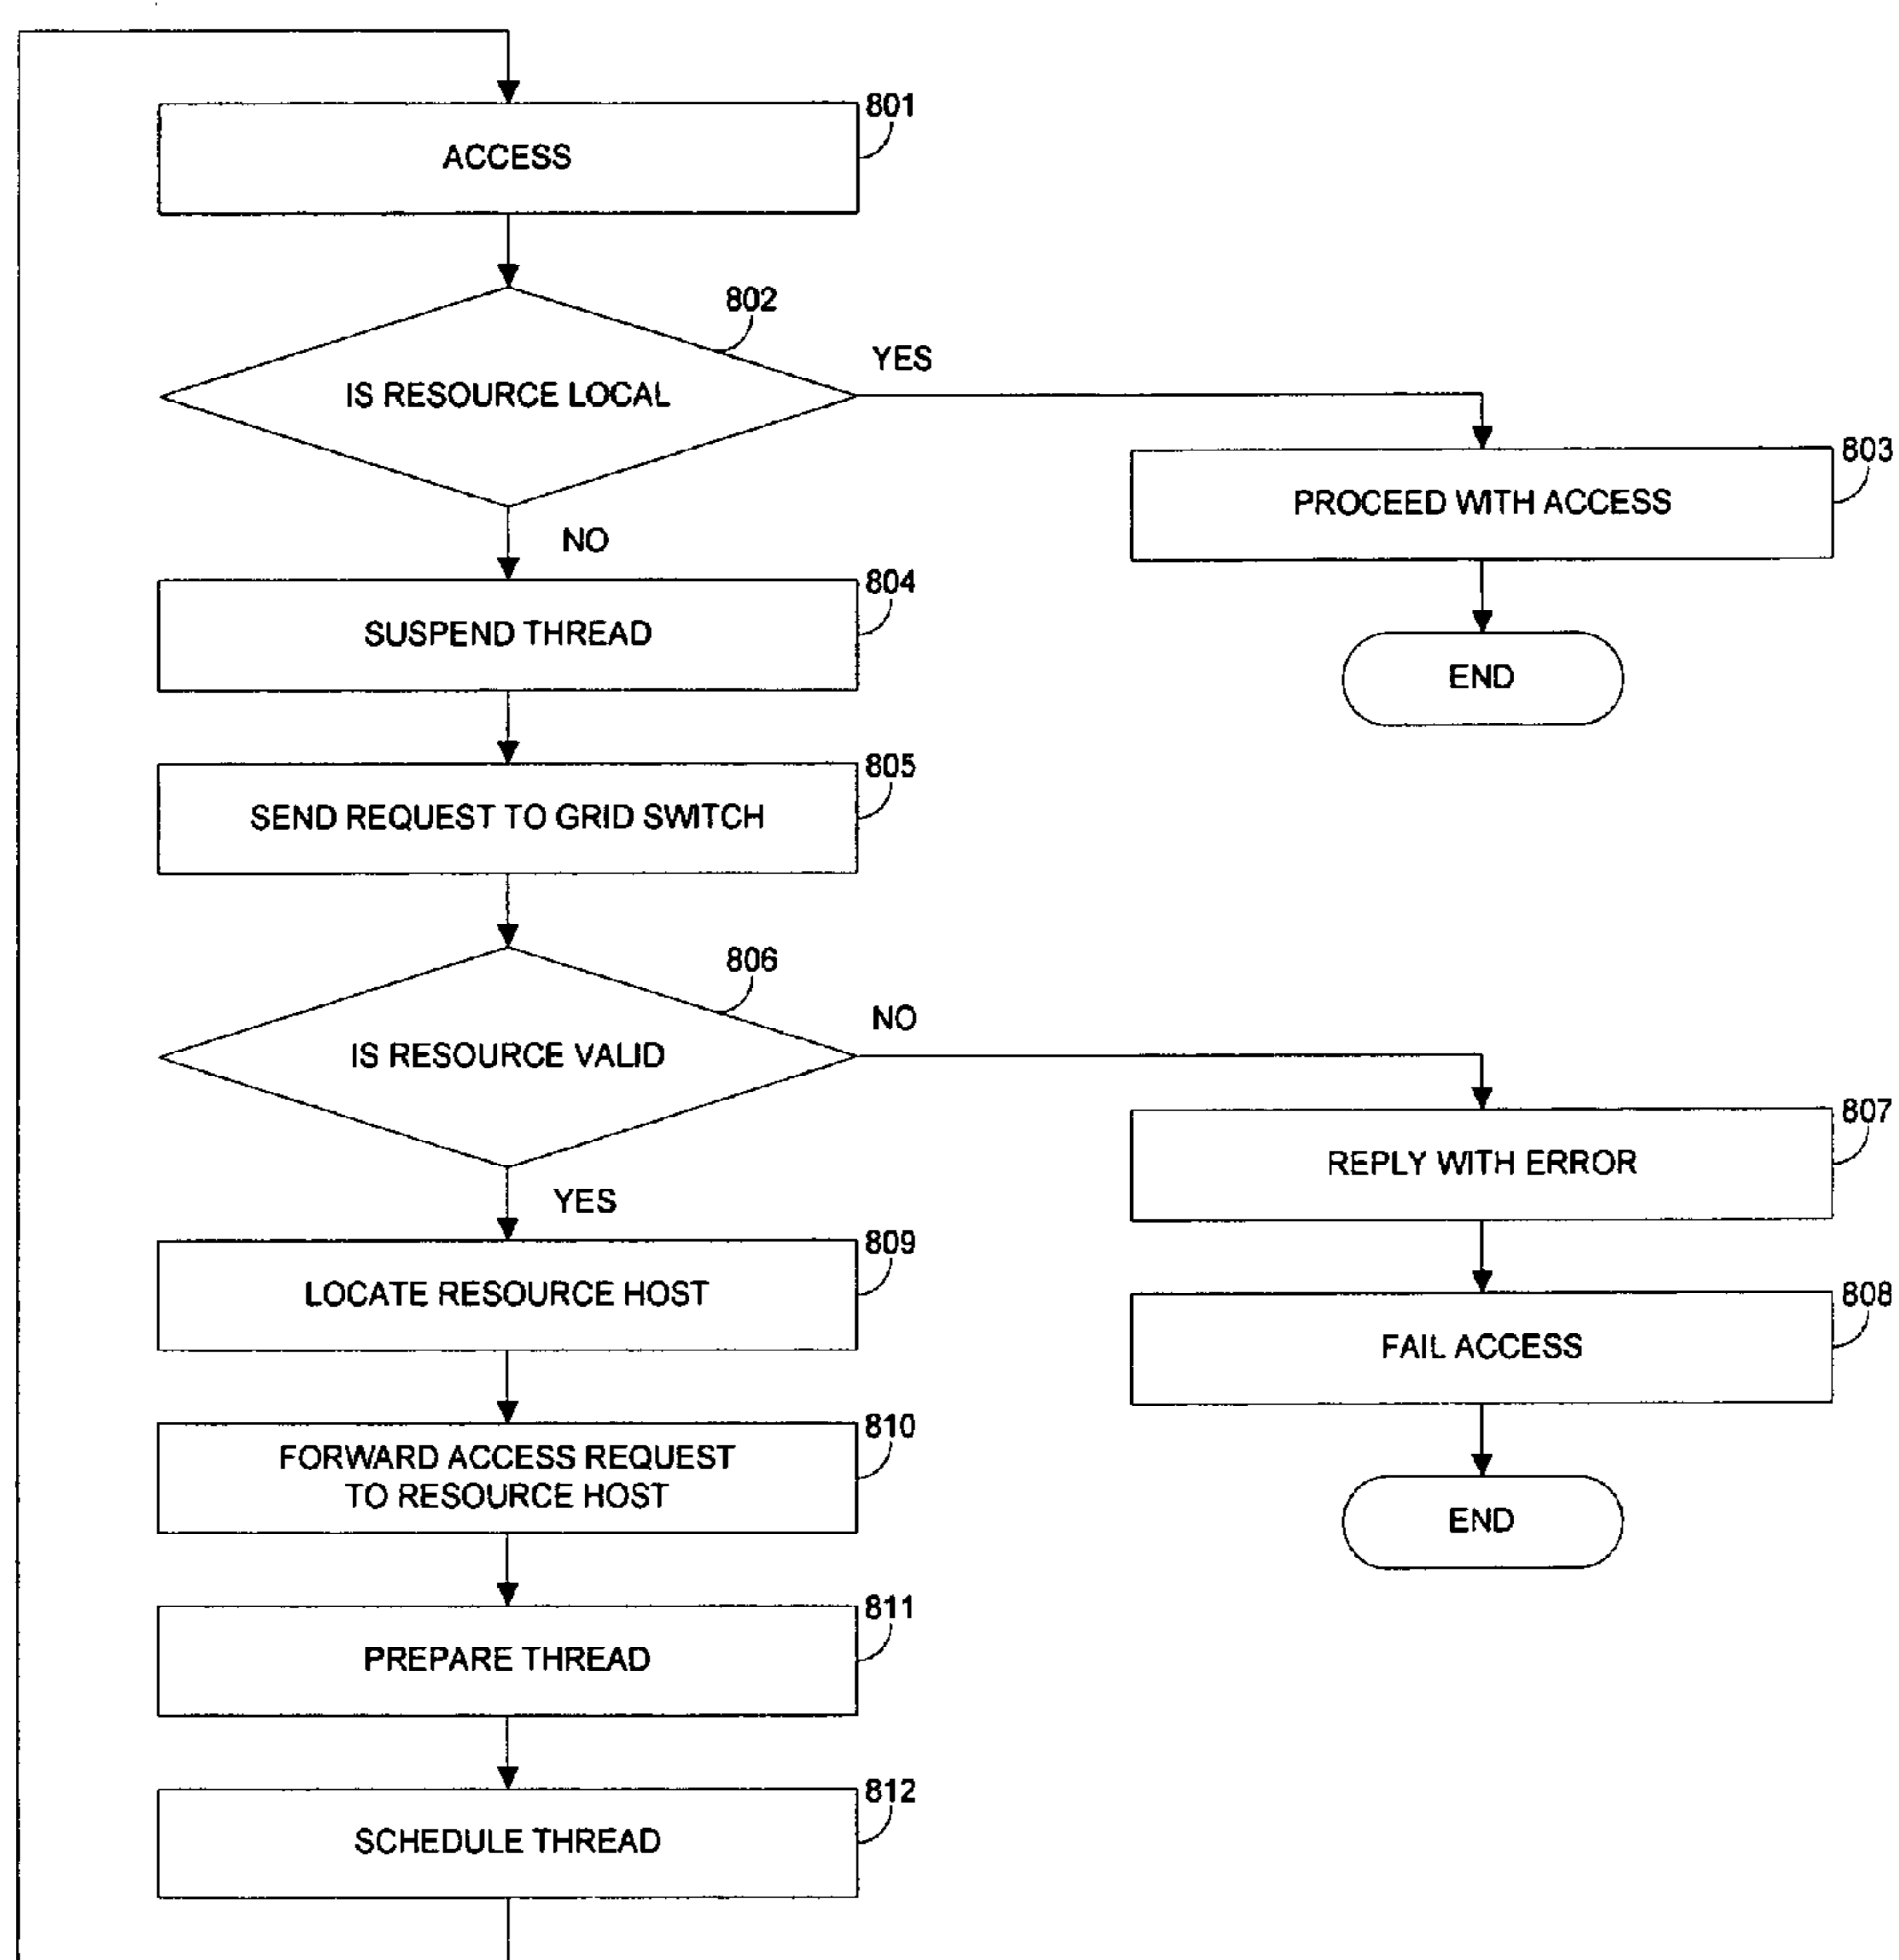 801
ACCESS
802
IS RESOURCE LOCAL
YES
803
PROCEED WITH ACCESS
NO
END
804
SUSPEND THREAD
805
SEND REQUEST TO GRID SWITCH
806
IS RESOURCE VALID
NO
807
REPLY WITH ERROR
YES
809
LOCATE RESOURCE HOST
808
FAIL ACCESS
810
FORWARD ACCESS REQUEST
TO RESOURCE HOST
END
811
PREPARE THREAD
812
SCHEDULE THREAD